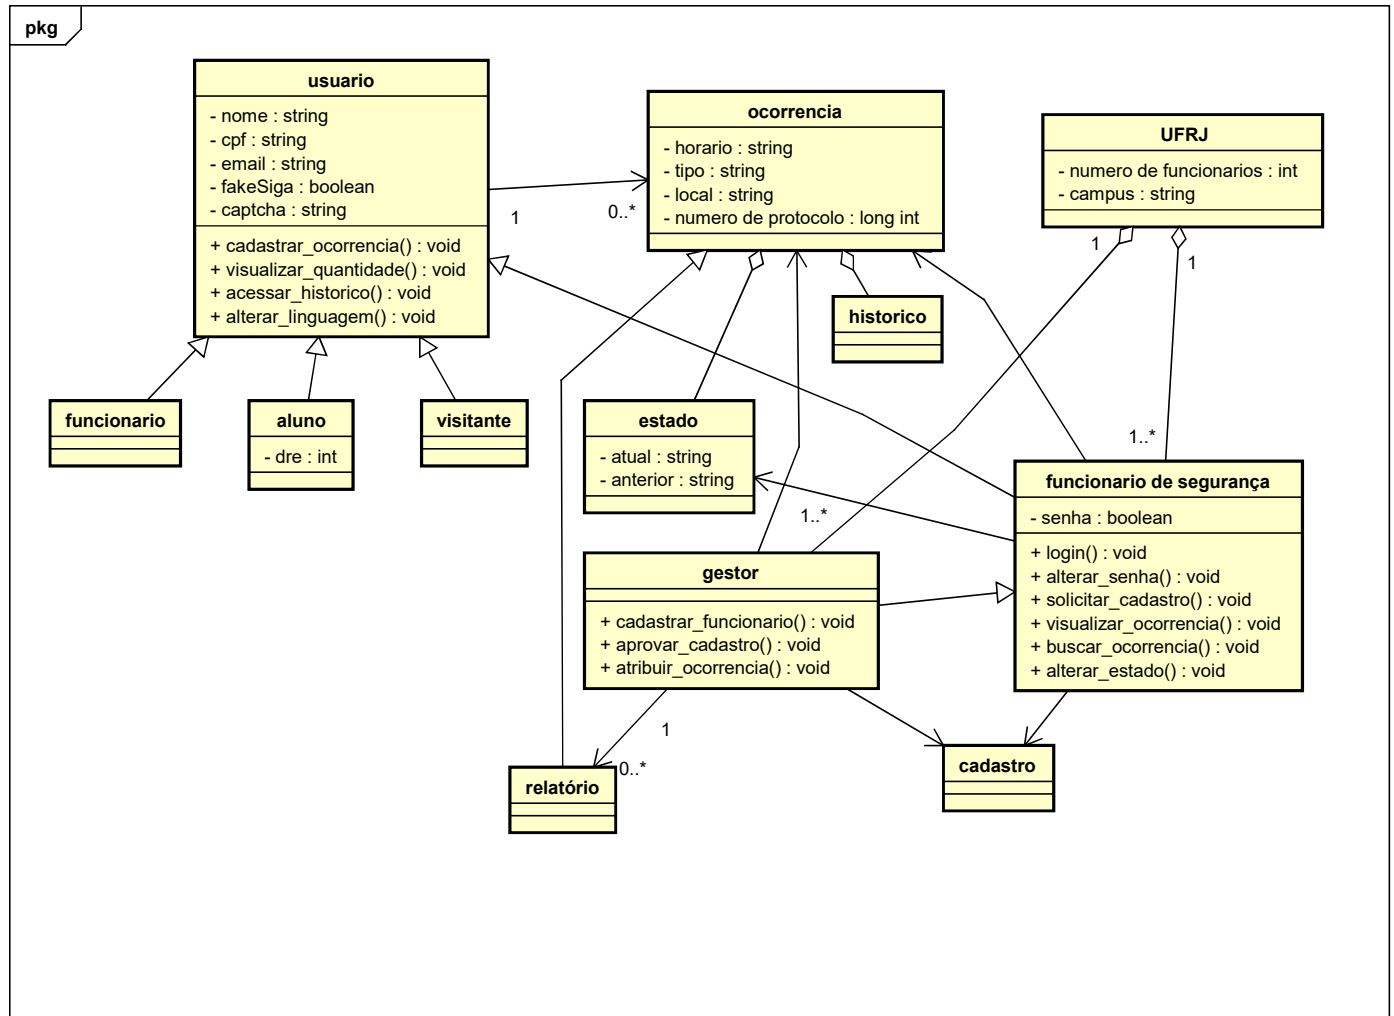 pkg
usuario
- nome : string
- cpf : string
- email : string
- fakeSiga : boolean
- captcha : string
+ cadastrar_ocorrencia() : void
+ visualizar_quantidade() : void
+ acessar_historico() : void
+ alterar_linguagem() : void
1
0..*
ocorrencia
- horario : string
- tipo : string
- local : string
- numero de protocolo : long int
UFRJ
- numero de funcionarios : int
- campus : string
1
1
historico
funcionario
aluno
- dre : int
visitante
estado
- atual : string
- anterior : string
1..*
1..*
funcionario de segurança
- senha : boolean
+ login() : void
+ alterar_senha() : void
+ solicitar_cadastro() : void
+ visualizar_ocorrencia() : void
+ buscar_ocorrencia() : void
+ alterar_estado() : void
gestor
+ cadastrar_funcionario() : void
+ aprovar_cadastro() : void
+ atribuir_ocorrencia() : void
1
0..*
relatório
cadastro